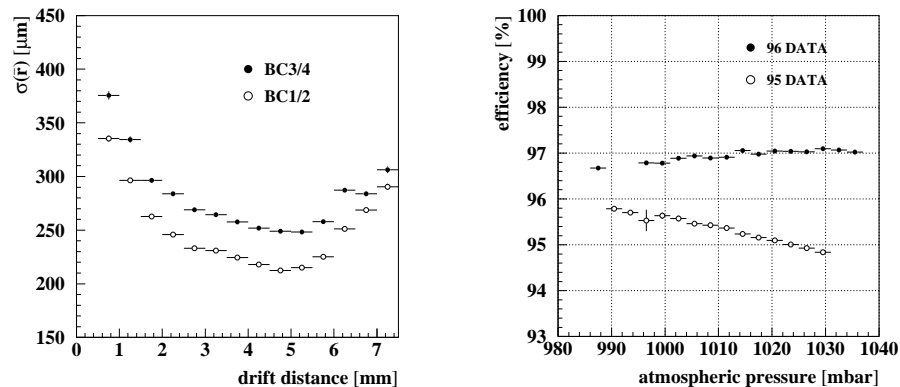 σ(r̄) [μm]
450
400
350
300
250
200
150
0 1 2 3 4 5 6 7
drift distance [mm]
BC3/4
BC1/2
efficiency [%]
100
99
98
97
96
95
94
93
980 990 1000 1010 1020 1030 1040
atmospheric pressure [mbar]
96 DATA
95 DATA